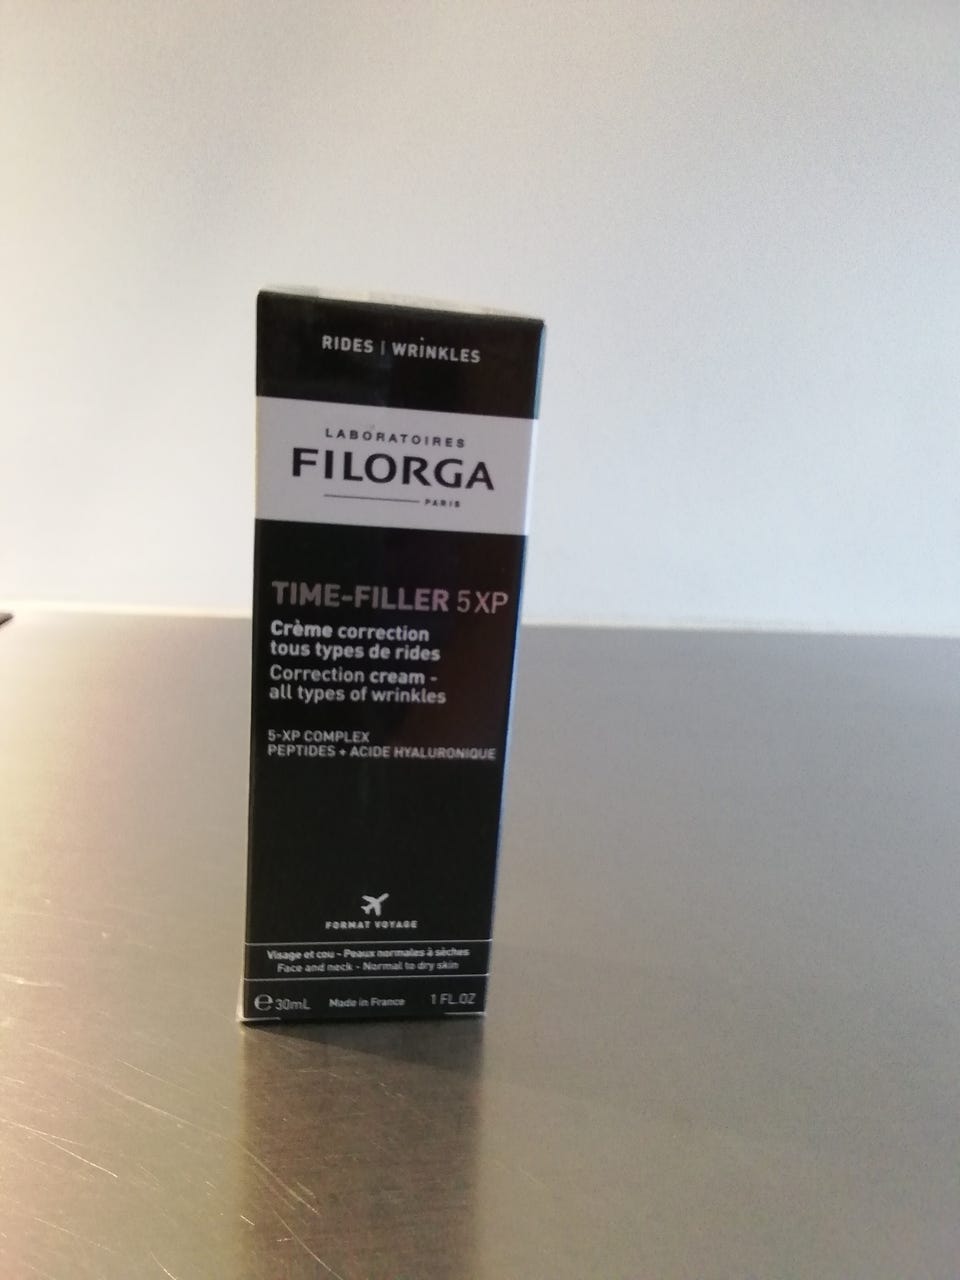 RIDES | WRINKLES
LABORATOIRES
FILORGA
PARIS
TIME-FILLER 5 XP
Crème correction
tous types de rides
Correction cream -
all types of wrinkles
5-XP COMPLEX
PEPTIDES + ACIDE HYALURONIQUE
FORMAT VOYAGE
Visage et cou - Peaux normales à sèches
Face and neck - Normal to dry skin
℮ 30mL Made in France 1 FL.OZ